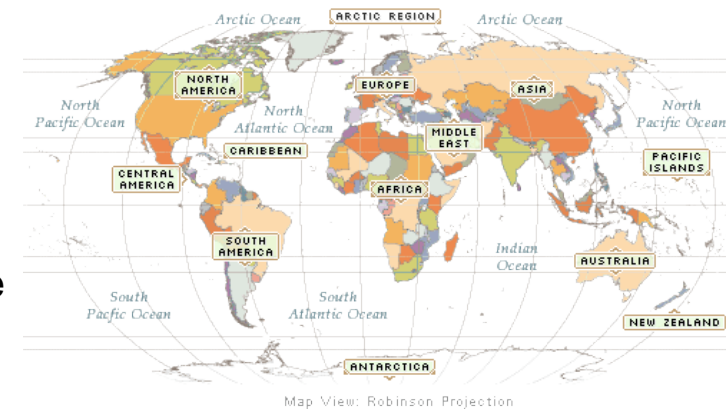 ARCTIC REGION
Arctic Ocean
Arctic Ocean
NORTH
AMERICA
EUROPE
ASIA
North
Pacific Ocean
North
Atlantic Ocean
North
Pacific Ocean
MIDDLE
EAST
CARIBBEAN
PACIFIC
ISLANDS
CENTRAL
AMERICA
AFRICA
SOUTH
AMERICA
Indian
Ocean
AUSTRALIA
e
South
Pacfic Ocean
South
Atlantic Ocean
NEW ZEALAND
ANTARCTICA
Map View: Robinson Projection